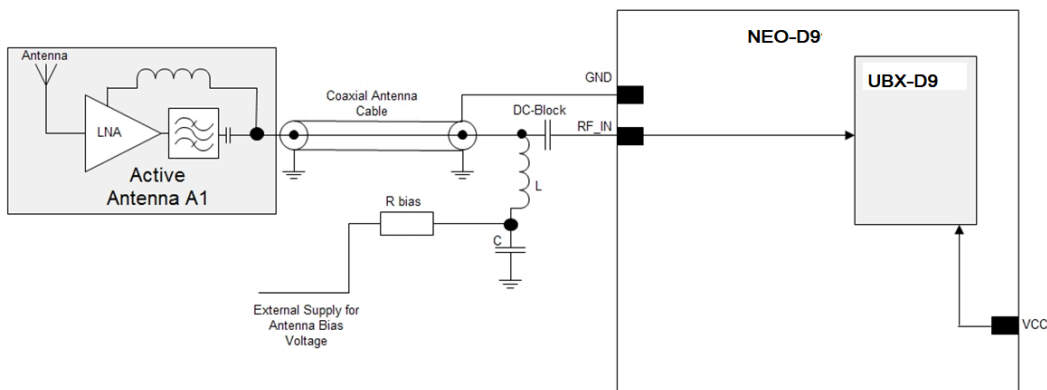 NEO-D9
UBX-D9
Antenna
LNA
Active
Antenna A1
Coaxial Antenna
Cable
GND
DC-Block
RF_IN
L
R bias
C
External Supply for
Antenna Bias
Voltage
VCC